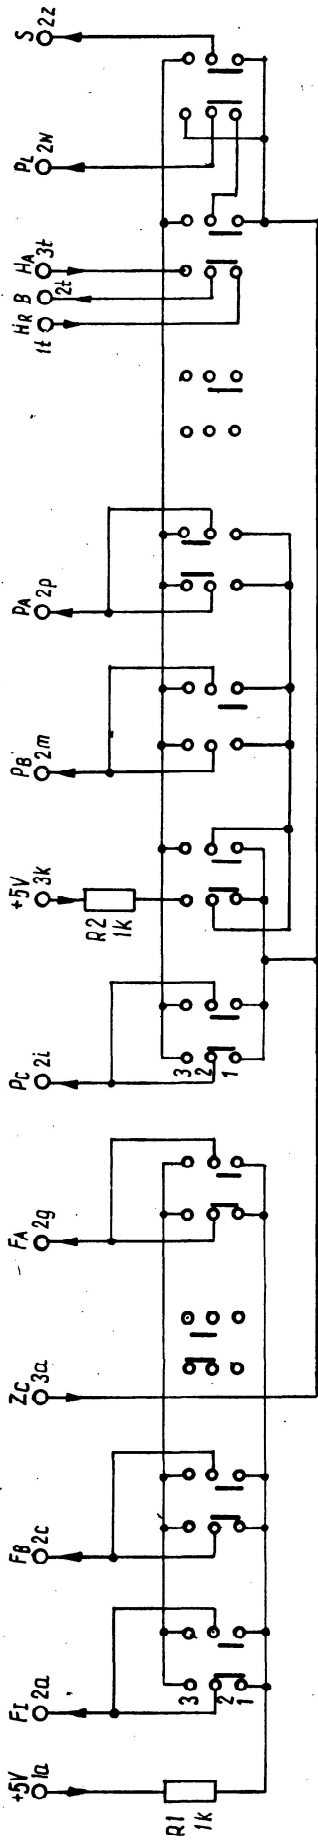 +5V 1a
FI 2a
FB 2c
ZC 3a
FA 2g
PC 2i
+5V 3k
PB 2m
PA 2p
HR 1t
B 2t
HA 3t
PL 2N
S 2z
R1 1k
R2 1K
3 2 1
3 2 1